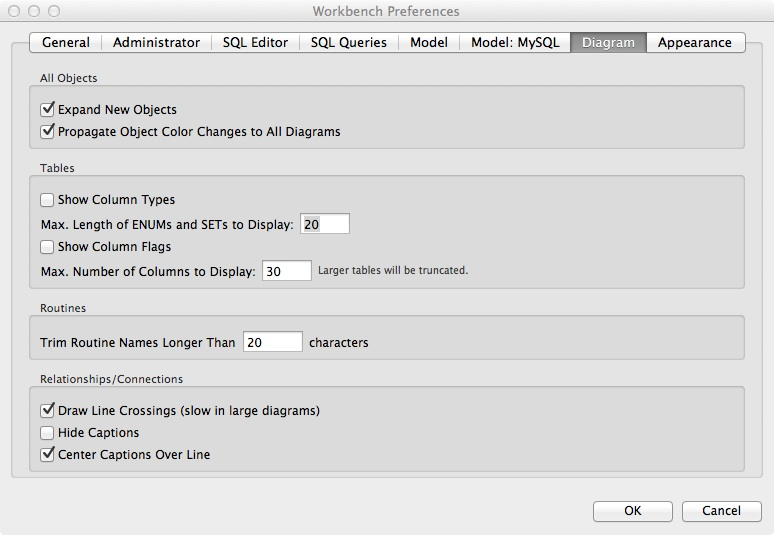 Workbench Preferences
General Administrator SQL Editor SQL Queries Model Model: MySQL Diagram Appearance
All Objects
Expand New Objects
Propagate Object Color Changes to All Diagrams
Tables
Show Column Types
Max. Length of ENUMs and SETs to Display: 20
Show Column Flags
Max. Number of Columns to Display: 30 Larger tables will be truncated.
Routines
Trim Routine Names Longer Than 20 characters
Relationships/Connections
Draw Line Crossings (slow in large diagrams)
Hide Captions
Center Captions Over Line
OK Cancel